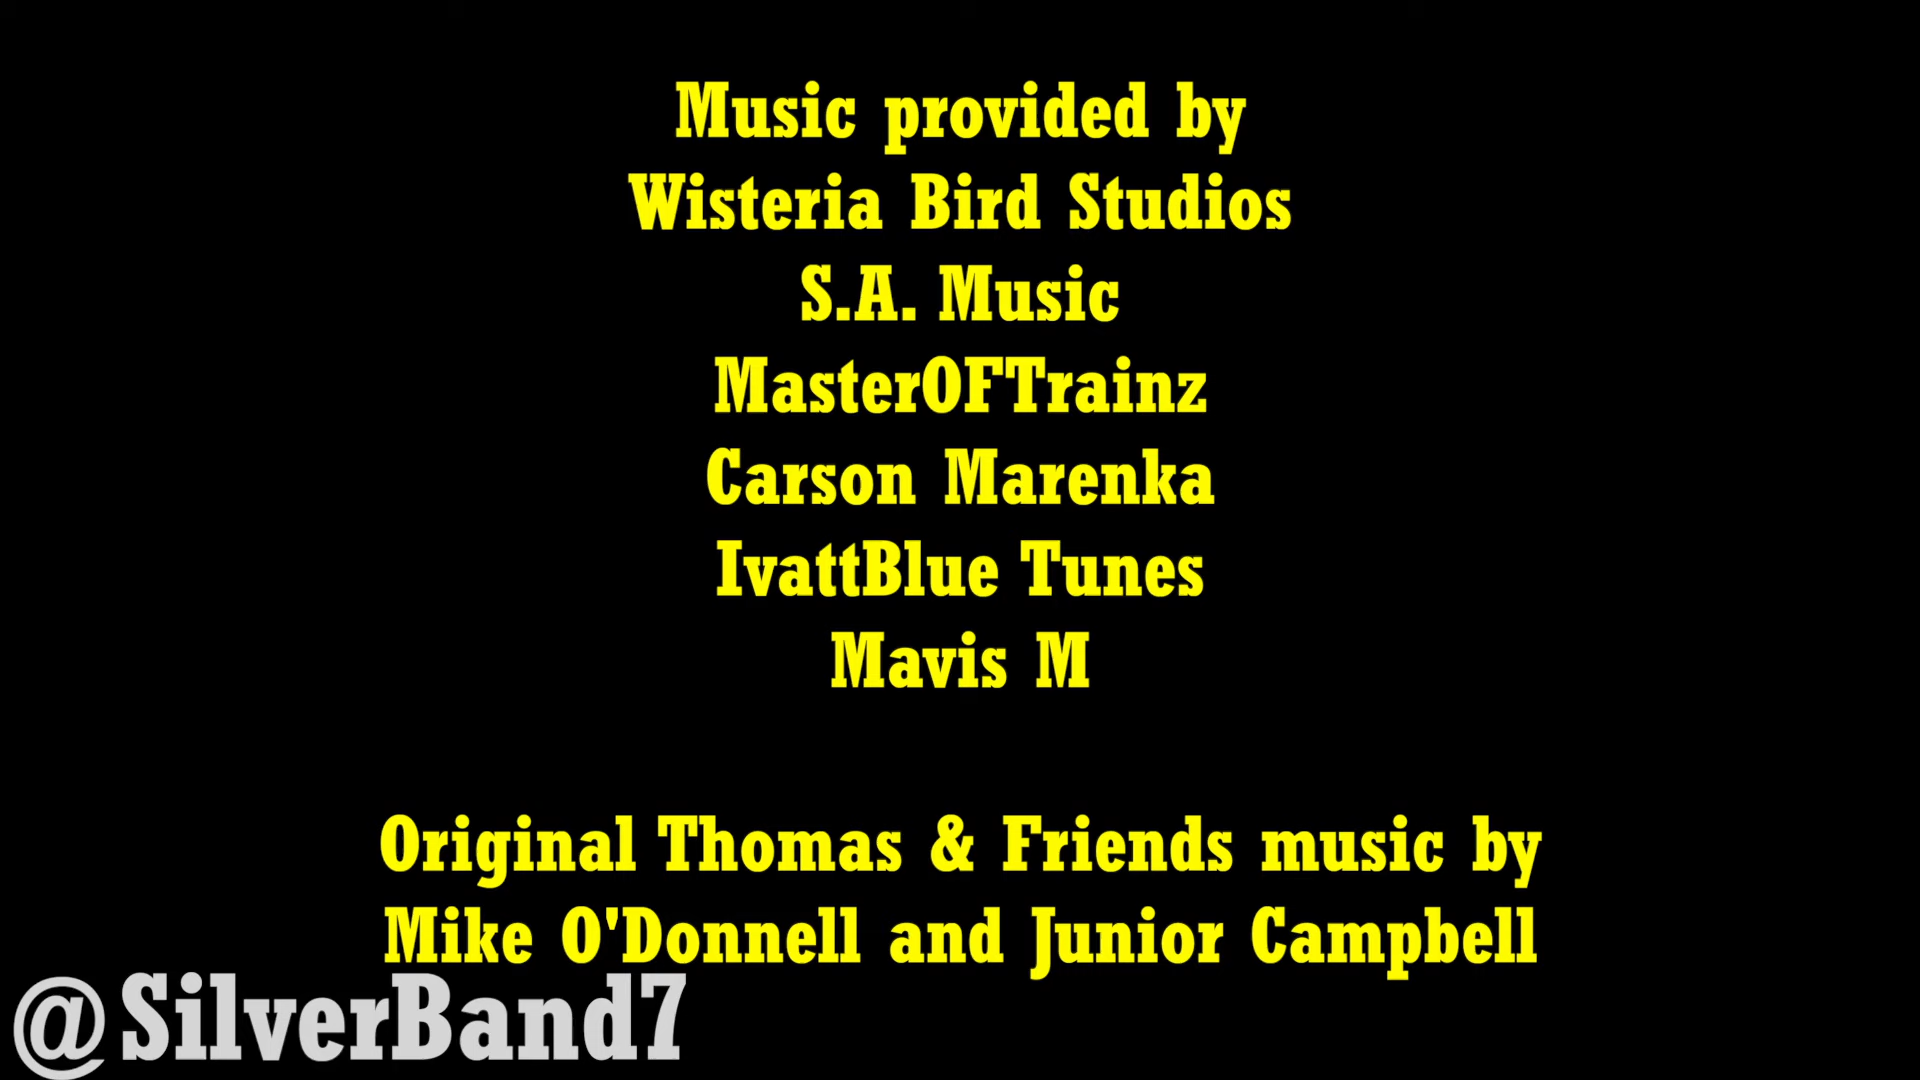 Music provided by
Wisteria Bird Studios
S.A. Music
MasterOFTrainz
Carson Marenka
IvattBlue Tunes
Mavis M
Original Thomas & Friends music by
Mike O'Donnell and Junior Campbell
@SilverBand7